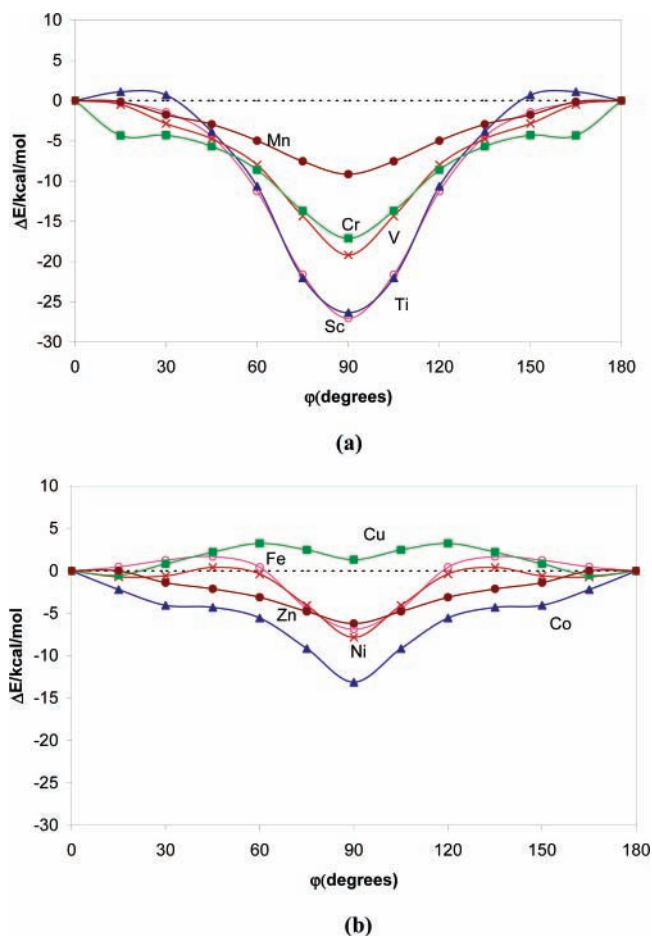 10
5
0
-5
-10
-15
-20
-25
-30
ΔE/kcal/mol
Mn
Cr
V
Sc
Ti
0 30 60 90 120 150 180
φ(degrees)
(a)
10
5
0
-5
-10
-15
-20
-25
-30
ΔE/kcal/mol
Cu
Fe
Zn
Ni
Co
0 30 60 90 120 150 180
φ(degrees)
(b)